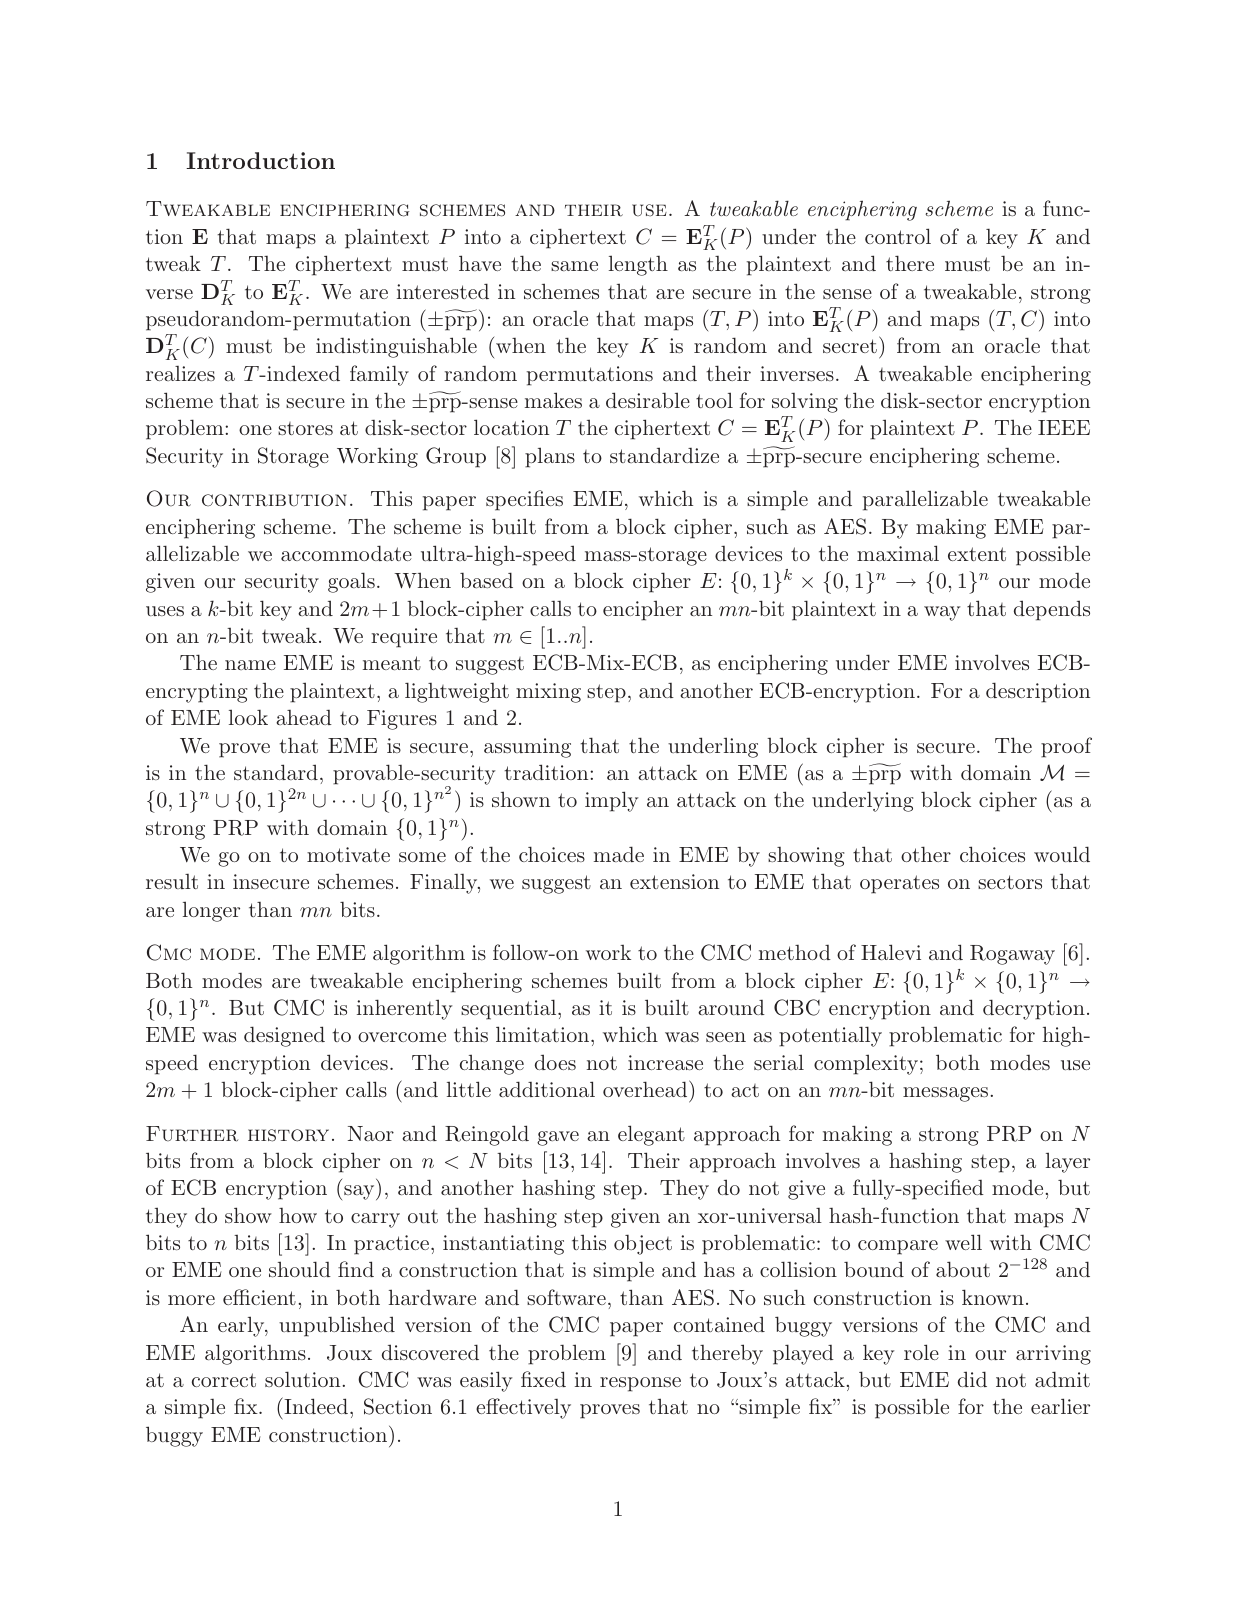 1 Introduction
Tweakable enciphering schemes and their use. A tweakable enciphering scheme is a func-
tion E that maps a plaintext P into a ciphertext C = E_K^T(P) under the control of a key K and
tweak T. The ciphertext must have the same length as the plaintext and there must be an in-
verse D_K^T to E_K^T. We are interested in schemes that are secure in the sense of a tweakable, strong
pseudorandom-permutation (±p͠rp): an oracle that maps (T, P) into E_K^T(P) and maps (T, C) into
D_K^T(C) must be indistinguishable (when the key K is random and secret) from an oracle that
realizes a T-indexed family of random permutations and their inverses. A tweakable enciphering
scheme that is secure in the ±p͠rp-sense makes a desirable tool for solving the disk-sector encryption
problem: one stores at disk-sector location T the ciphertext C = E_K^T(P) for plaintext P. The IEEE
Security in Storage Working Group [8] plans to standardize a ±p͠rp-secure enciphering scheme.
Our contribution. This paper specifies EME, which is a simple and parallelizable tweakable
enciphering scheme. The scheme is built from a block cipher, such as AES. By making EME par-
allelizable we accommodate ultra-high-speed mass-storage devices to the maximal extent possible
given our security goals. When based on a block cipher E: {0, 1}^k × {0, 1}^n → {0, 1}^n our mode
uses a k-bit key and 2m+1 block-cipher calls to encipher an mn-bit plaintext in a way that depends
on an n-bit tweak. We require that m ∈ [1..n].
The name EME is meant to suggest ECB-Mix-ECB, as enciphering under EME involves ECB-
encrypting the plaintext, a lightweight mixing step, and another ECB-encryption. For a description
of EME look ahead to Figures 1 and 2.
We prove that EME is secure, assuming that the underling block cipher is secure. The proof
is in the standard, provable-security tradition: an attack on EME (as a ±p͠rp with domain M =
{0, 1}^n ∪ {0, 1}^{2n} ∪ · · · ∪ {0, 1}^{n^2}) is shown to imply an attack on the underlying block cipher (as a
strong PRP with domain {0, 1}^n).
We go on to motivate some of the choices made in EME by showing that other choices would
result in insecure schemes. Finally, we suggest an extension to EME that operates on sectors that
are longer than mn bits.
Cmc mode. The EME algorithm is follow-on work to the CMC method of Halevi and Rogaway [6].
Both modes are tweakable enciphering schemes built from a block cipher E: {0, 1}^k × {0, 1}^n →
{0, 1}^n. But CMC is inherently sequential, as it is built around CBC encryption and decryption.
EME was designed to overcome this limitation, which was seen as potentially problematic for high-
speed encryption devices. The change does not increase the serial complexity; both modes use
2m + 1 block-cipher calls (and little additional overhead) to act on an mn-bit messages.
Further history. Naor and Reingold gave an elegant approach for making a strong PRP on N
bits from a block cipher on n < N bits [13, 14]. Their approach involves a hashing step, a layer
of ECB encryption (say), and another hashing step. They do not give a fully-specified mode, but
they do show how to carry out the hashing step given an xor-universal hash-function that maps N
bits to n bits [13]. In practice, instantiating this object is problematic: to compare well with CMC
or EME one should find a construction that is simple and has a collision bound of about 2^{−128} and
is more efficient, in both hardware and software, than AES. No such construction is known.
An early, unpublished version of the CMC paper contained buggy versions of the CMC and
EME algorithms. Joux discovered the problem [9] and thereby played a key role in our arriving
at a correct solution. CMC was easily fixed in response to Joux's attack, but EME did not admit
a simple fix. (Indeed, Section 6.1 effectively proves that no “simple fix” is possible for the earlier
buggy EME construction).
1